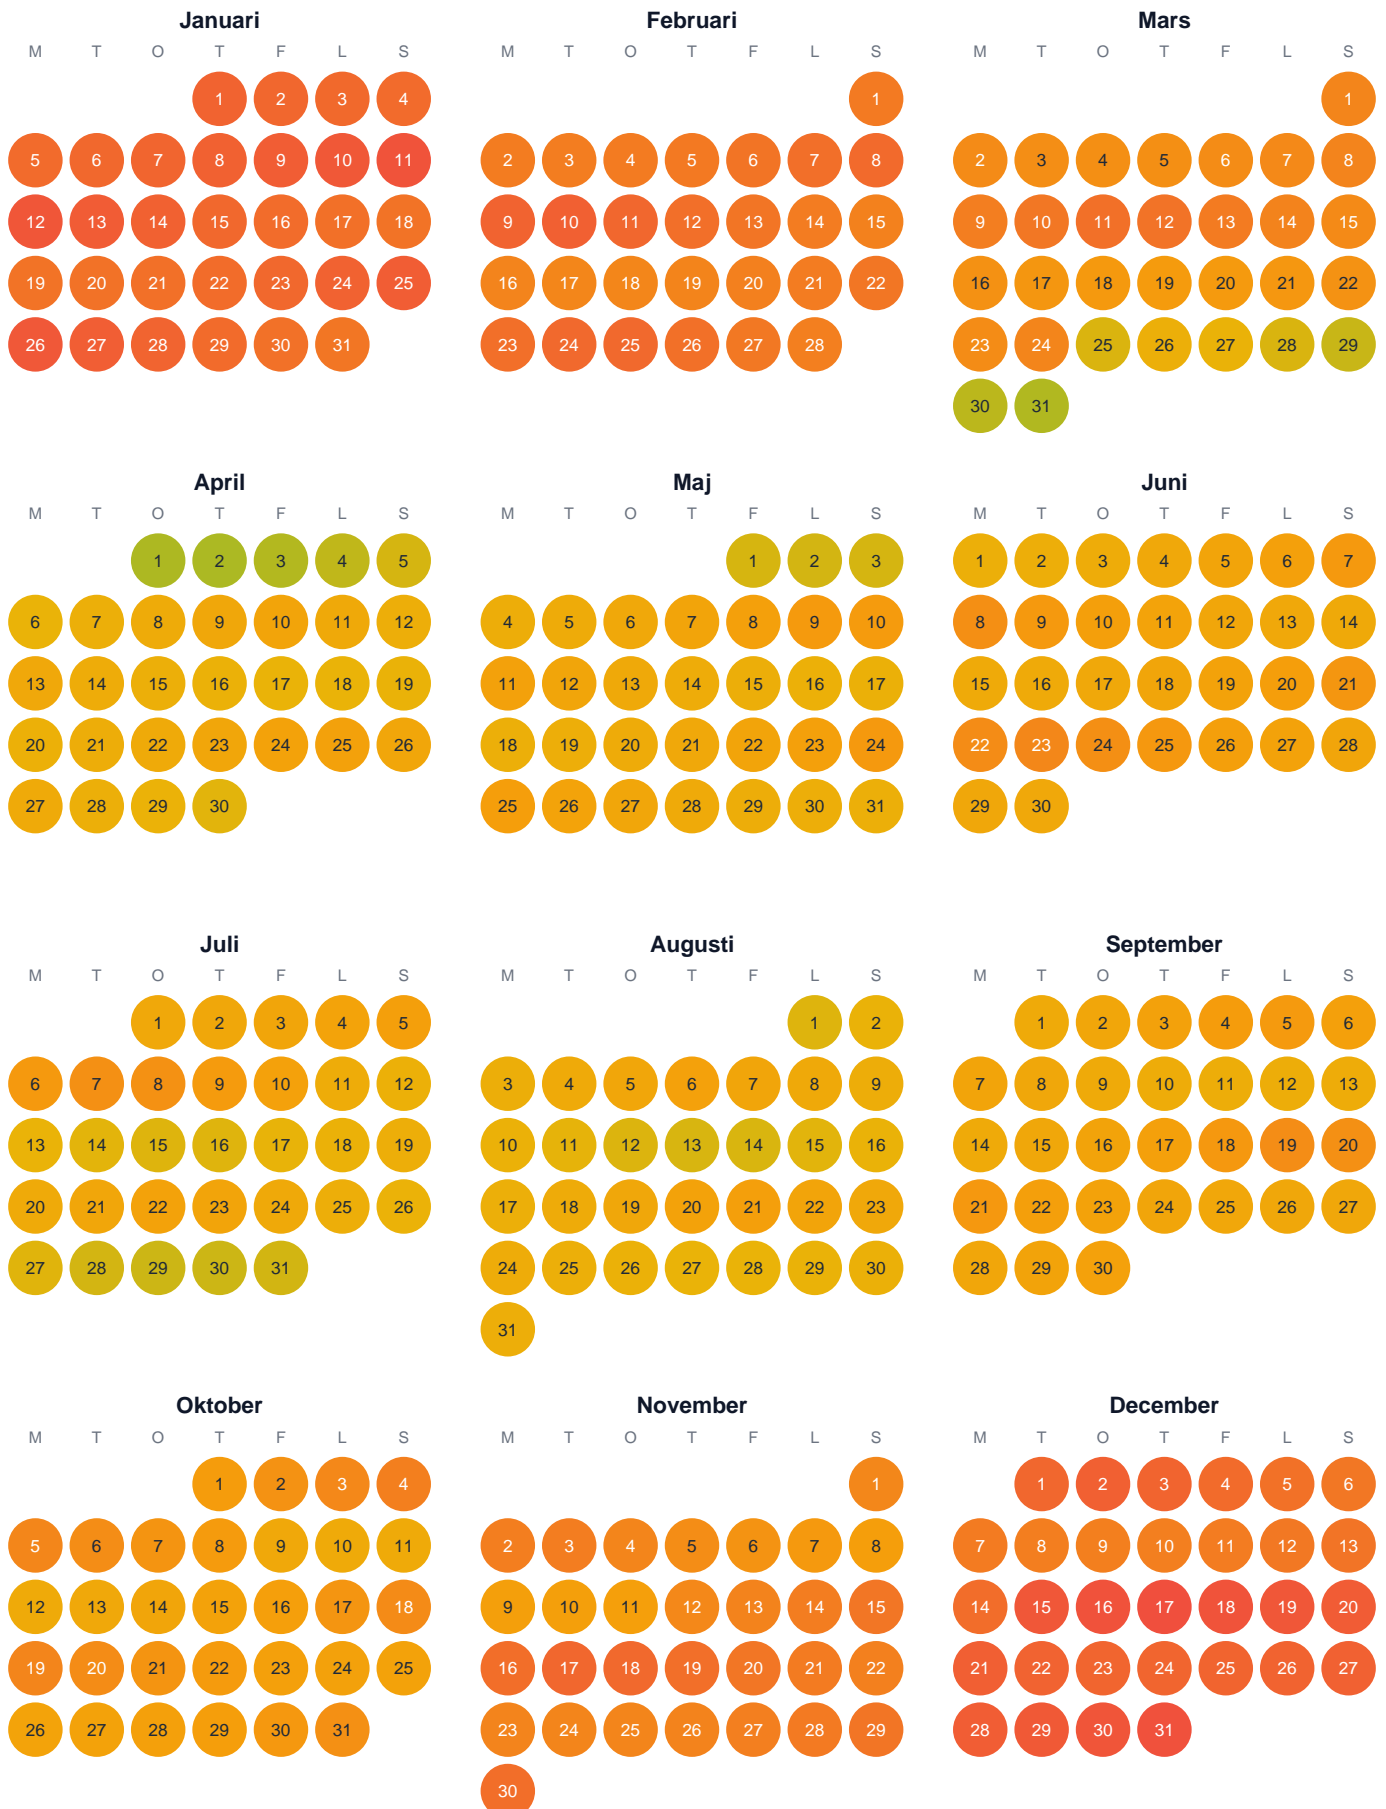 Januari Februari Mars
M T O T F L S M T O T F L S M T O T F L S
1 2 3 4 1 1
5 6 7 8 9 10 11 2 3 4 5 6 7 8 2 3 4 5 6 7 8
12 13 14 15 16 17 18 9 10 11 12 13 14 15 9 10 11 12 13 14 15
19 20 21 22 23 24 25 16 17 18 19 20 21 22 16 17 18 19 20 21 22
26 27 28 29 30 31 23 24 25 26 27 28 23 24 25 26 27 28 29
30 31
April Maj Juni
M T O T F L S M T O T F L S M T O T F L S
1 2 3 4 5 1 2 3 1 2 3 4 5 6 7
6 7 8 9 10 11 12 4 5 6 7 8 9 10 8 9 10 11 12 13 14
13 14 15 16 17 18 19 11 12 13 14 15 16 17 15 16 17 18 19 20 21
20 21 22 23 24 25 26 18 19 20 21 22 23 24 22 23 24 25 26 27 28
27 28 29 30 25 26 27 28 29 30 31 29 30
Juli Augusti September
M T O T F L S M T O T F L S M T O T F L S
1 2 3 4 5 1 2 1 2 3 4 5 6
6 7 8 9 10 11 12 3 4 5 6 7 8 9 7 8 9 10 11 12 13
13 14 15 16 17 18 19 10 11 12 13 14 15 16 14 15 16 17 18 19 20
20 21 22 23 24 25 26 17 18 19 20 21 22 23 21 22 23 24 25 26 27
27 28 29 30 31 24 25 26 27 28 29 30 28 29 30
31
Oktober November December
M T O T F L S M T O T F L S M T O T F L S
1 2 3 4 1 1 2 3 4 5 6
5 6 7 8 9 10 11 2 3 4 5 6 7 8 7 8 9 10 11 12 13
12 13 14 15 16 17 18 9 10 11 12 13 14 15 14 15 16 17 18 19 20
19 20 21 22 23 24 25 16 17 18 19 20 21 22 21 22 23 24 25 26 27
26 27 28 29 30 31 23 24 25 26 27 28 29 28 29 30 31
30